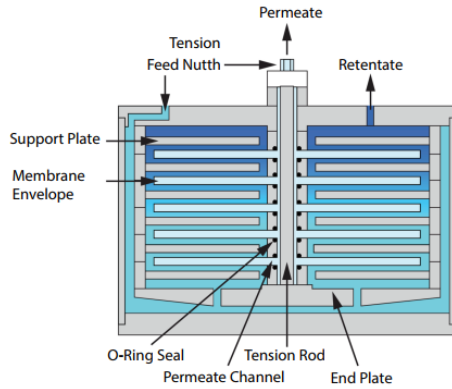 Permeate
Tension
Feed Nutth
Retentate
Support Plate
Membrane
Envelope
O-Ring Seal
Tension Rod
Permeate Channel
End Plate